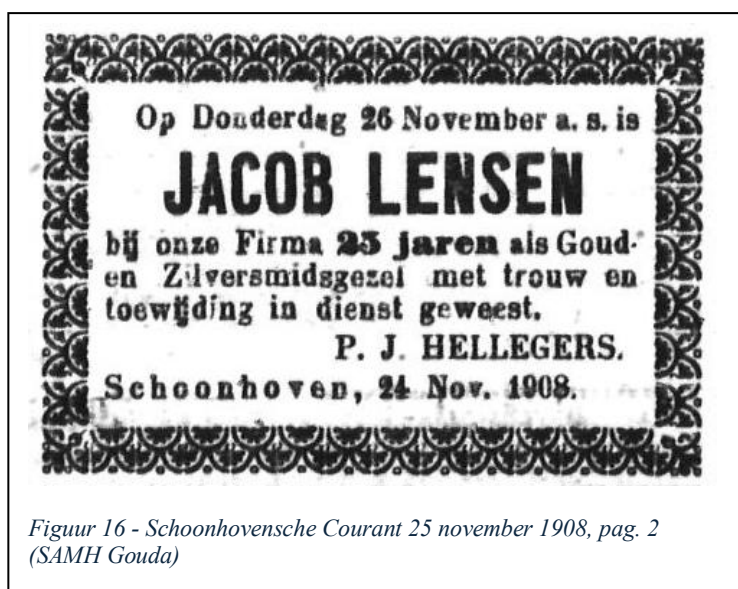 Op Donderdag 26 November a. s. is
JACOB LENSEN
bij onze Firma 25 jaren als Goud-
en Zilversmidsgezel met trouw en
toewijding in dienst geweest.
P. J. HELLEGERS.
Schoonhoven, 24 Nov. 1908.
Figuur 16 - Schoonhovensche Courant 25 november 1908, pag. 2
(SAMH Gouda)